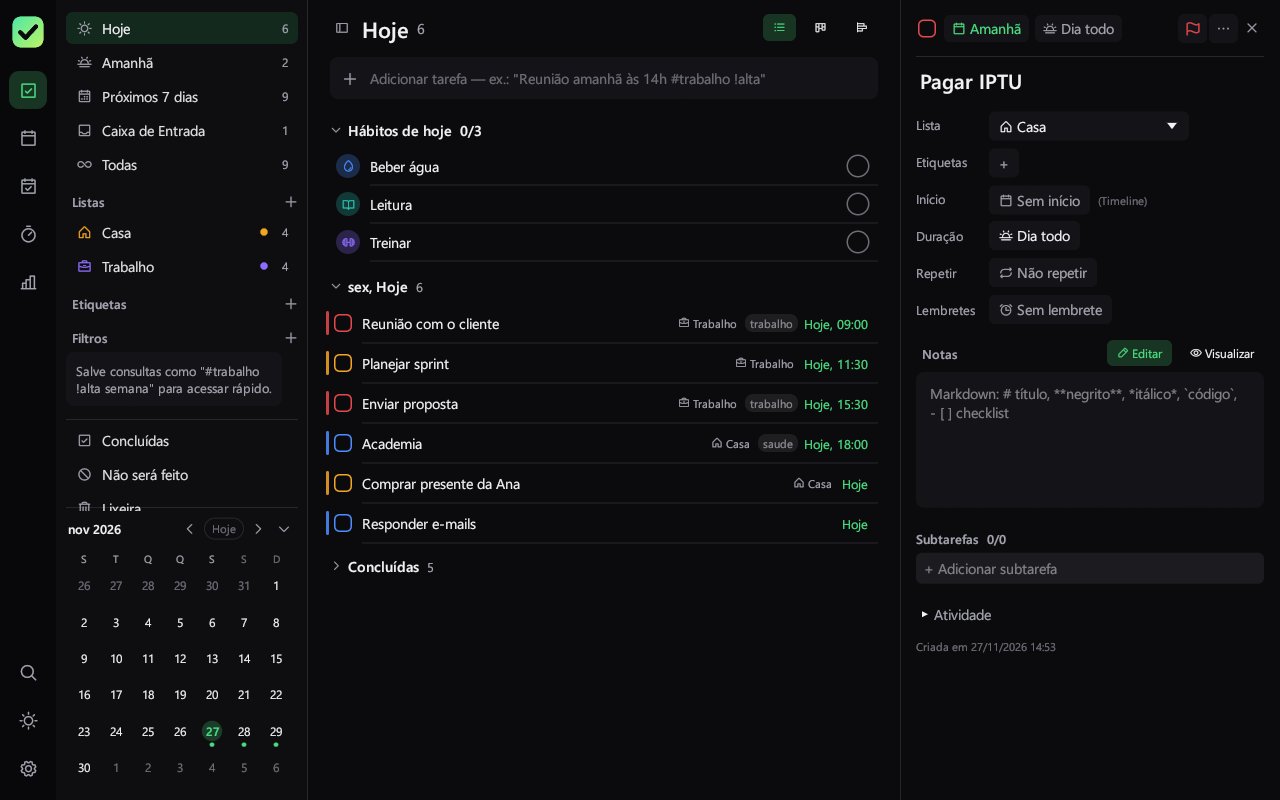 Hoje 6
Amanhã 2
Próximos 7 dias 9
Caixa de Entrada 1
Todas 9
Listas
Casa 4
Trabalho 4
Etiquetas
Filtros
Salve consultas como "#trabalho
!alta semana" para acessar rápido.
Concluídas
Não será feito
Lixeira
nov 2026 Hoje
S T Q Q S S D
26 27 28 29 30 31 1
2 3 4 5 6 7 8
9 10 11 12 13 14 15
16 17 18 19 20 21 22
23 24 25 26 27 28 29
30 1 2 3 4 5 6
Hoje 6
Adicionar tarefa — ex.: "Reunião amanhã às 14h #trabalho !alta"
Hábitos de hoje 0/3
Beber água
Leitura
Treinar
sex, Hoje 6
Reunião com o cliente Trabalho trabalho Hoje, 09:00
Planejar sprint Trabalho Hoje, 11:30
Enviar proposta Trabalho trabalho Hoje, 15:30
Academia Casa saude Hoje, 18:00
Comprar presente da Ana Casa Hoje
Responder e-mails Hoje
Concluídas 5
Amanhã Dia todo
Pagar IPTU
Lista Casa
Etiquetas +
Início Sem início (Timeline)
Duração Dia todo
Repetir Não repetir
Lembretes Sem lembrete
Notas Editar Visualizar
Markdown: # título, **negrito**, *itálico*, `código`,
- [ ] checklist
Subtarefas 0/0
+ Adicionar subtarefa
Atividade
Criada em 27/11/2026 14:53